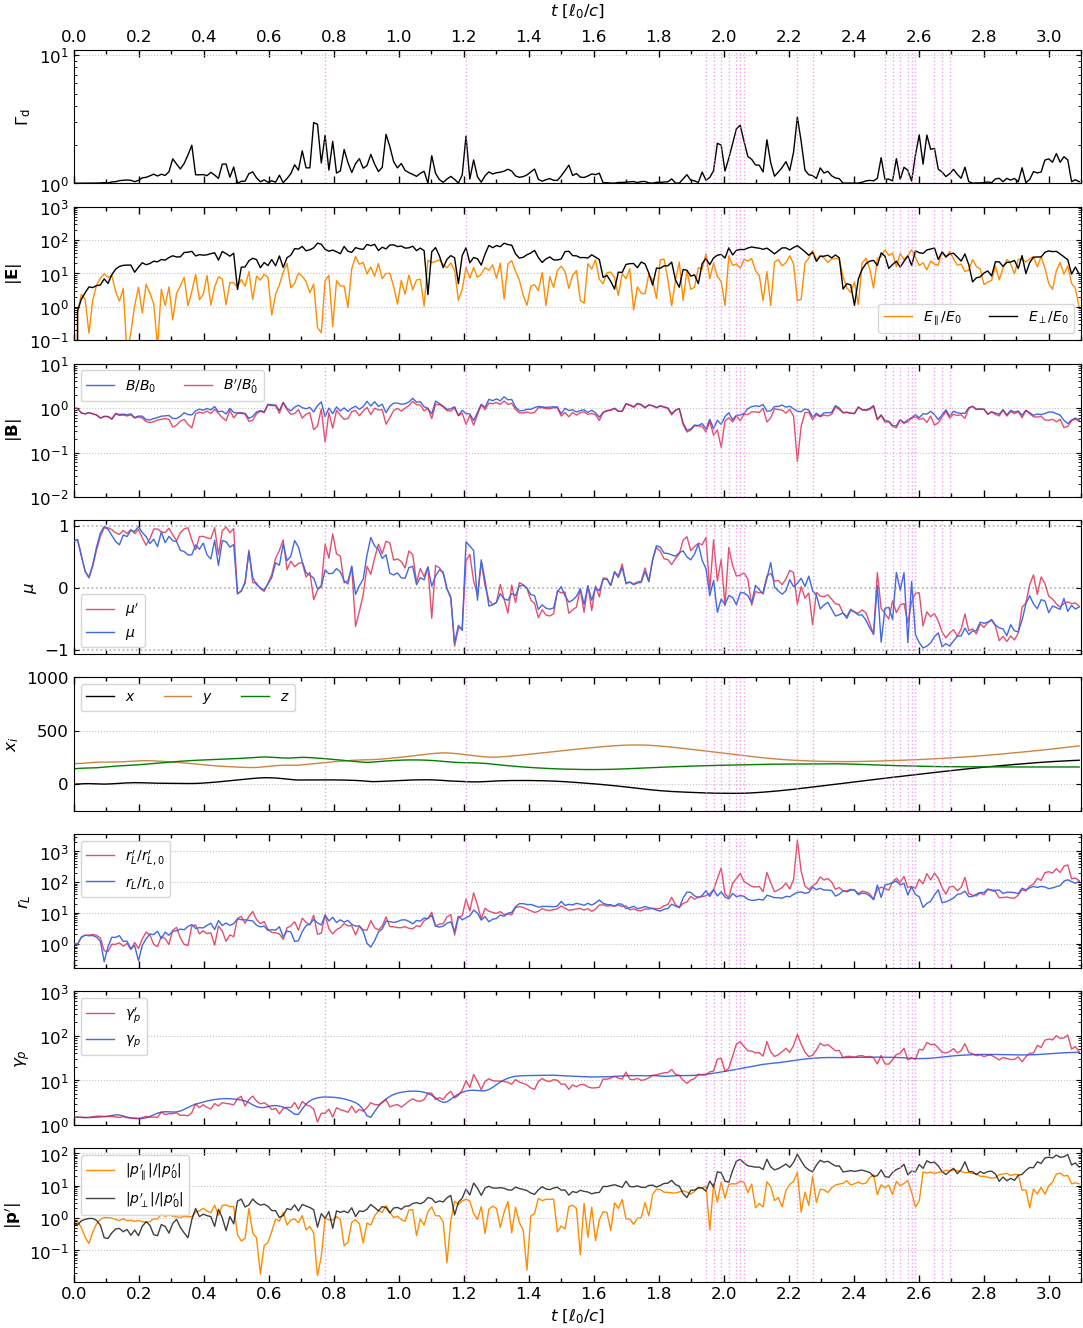 t [ℓ₀/c]
0.0 0.2 0.4 0.6 0.8 1.0 1.2 1.4 1.6 1.8 2.0 2.2 2.4 2.6 2.8 3.0
10¹
Γ_d
10⁰
10³
10²
|E|
10¹
10⁰
E_∥/E₀ E_⊥/E₀
10⁻¹
10¹
B/B₀ B′/B′₀
10⁰
|B|
10⁻¹
10⁻²
1
μ
0
μ′
μ
−1
1000
x y z
x_i
500
0
10³
r′_L/r′_{L,0}
r_L/r_{L,0}
10²
r_L
10¹
10⁰
10³
γ′_p
γ_p
10²
γ_p
10¹
10⁰
10²
|p′_∥|/|p′₀|
|p′_⊥|/|p′₀|
10¹
|p′|
10⁰
10⁻¹
0.0 0.2 0.4 0.6 0.8 1.0 1.2 1.4 1.6 1.8 2.0 2.2 2.4 2.6 2.8 3.0
t [ℓ₀/c]